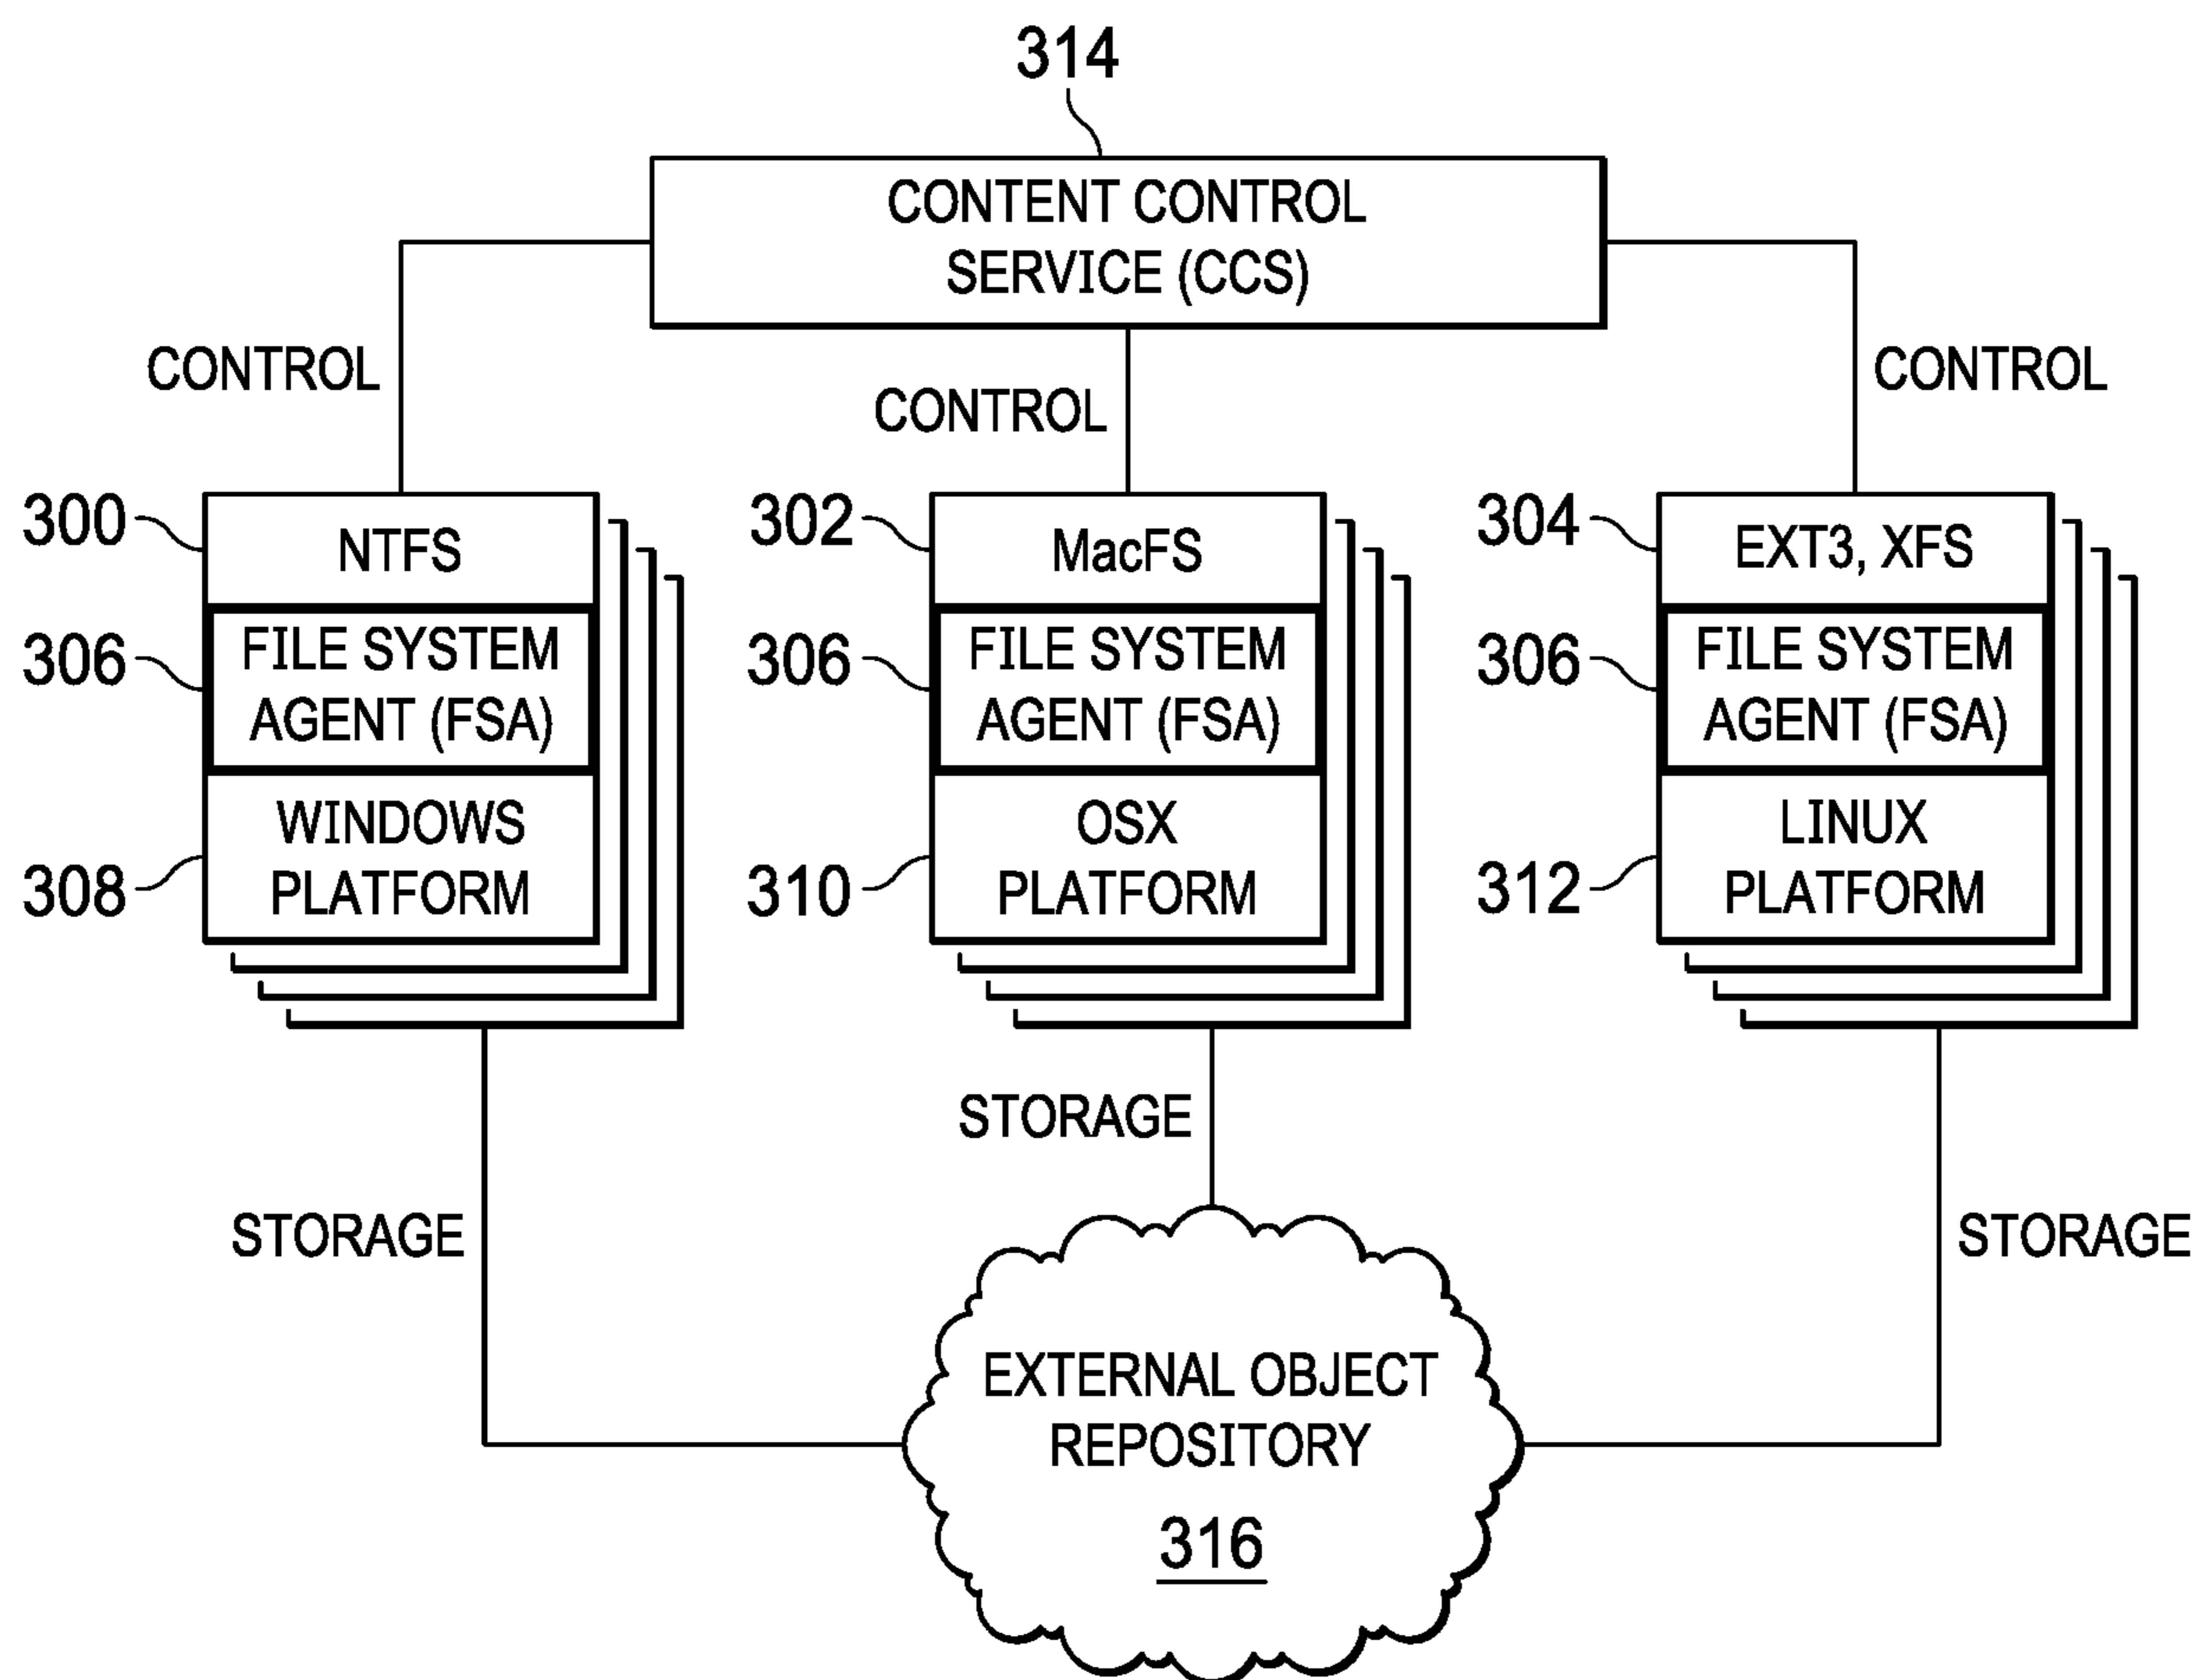 314
CONTENT CONTROL
SERVICE (CCS)
CONTROL
CONTROL
CONTROL
300
NTFS
302
MacFS
304
EXT3, XFS
306
FILE SYSTEM
AGENT (FSA)
306
FILE SYSTEM
AGENT (FSA)
306
FILE SYSTEM
AGENT (FSA)
308
WINDOWS
PLATFORM
310
OSX
PLATFORM
312
LINUX
PLATFORM
STORAGE
STORAGE
STORAGE
EXTERNAL OBJECT
REPOSITORY
316